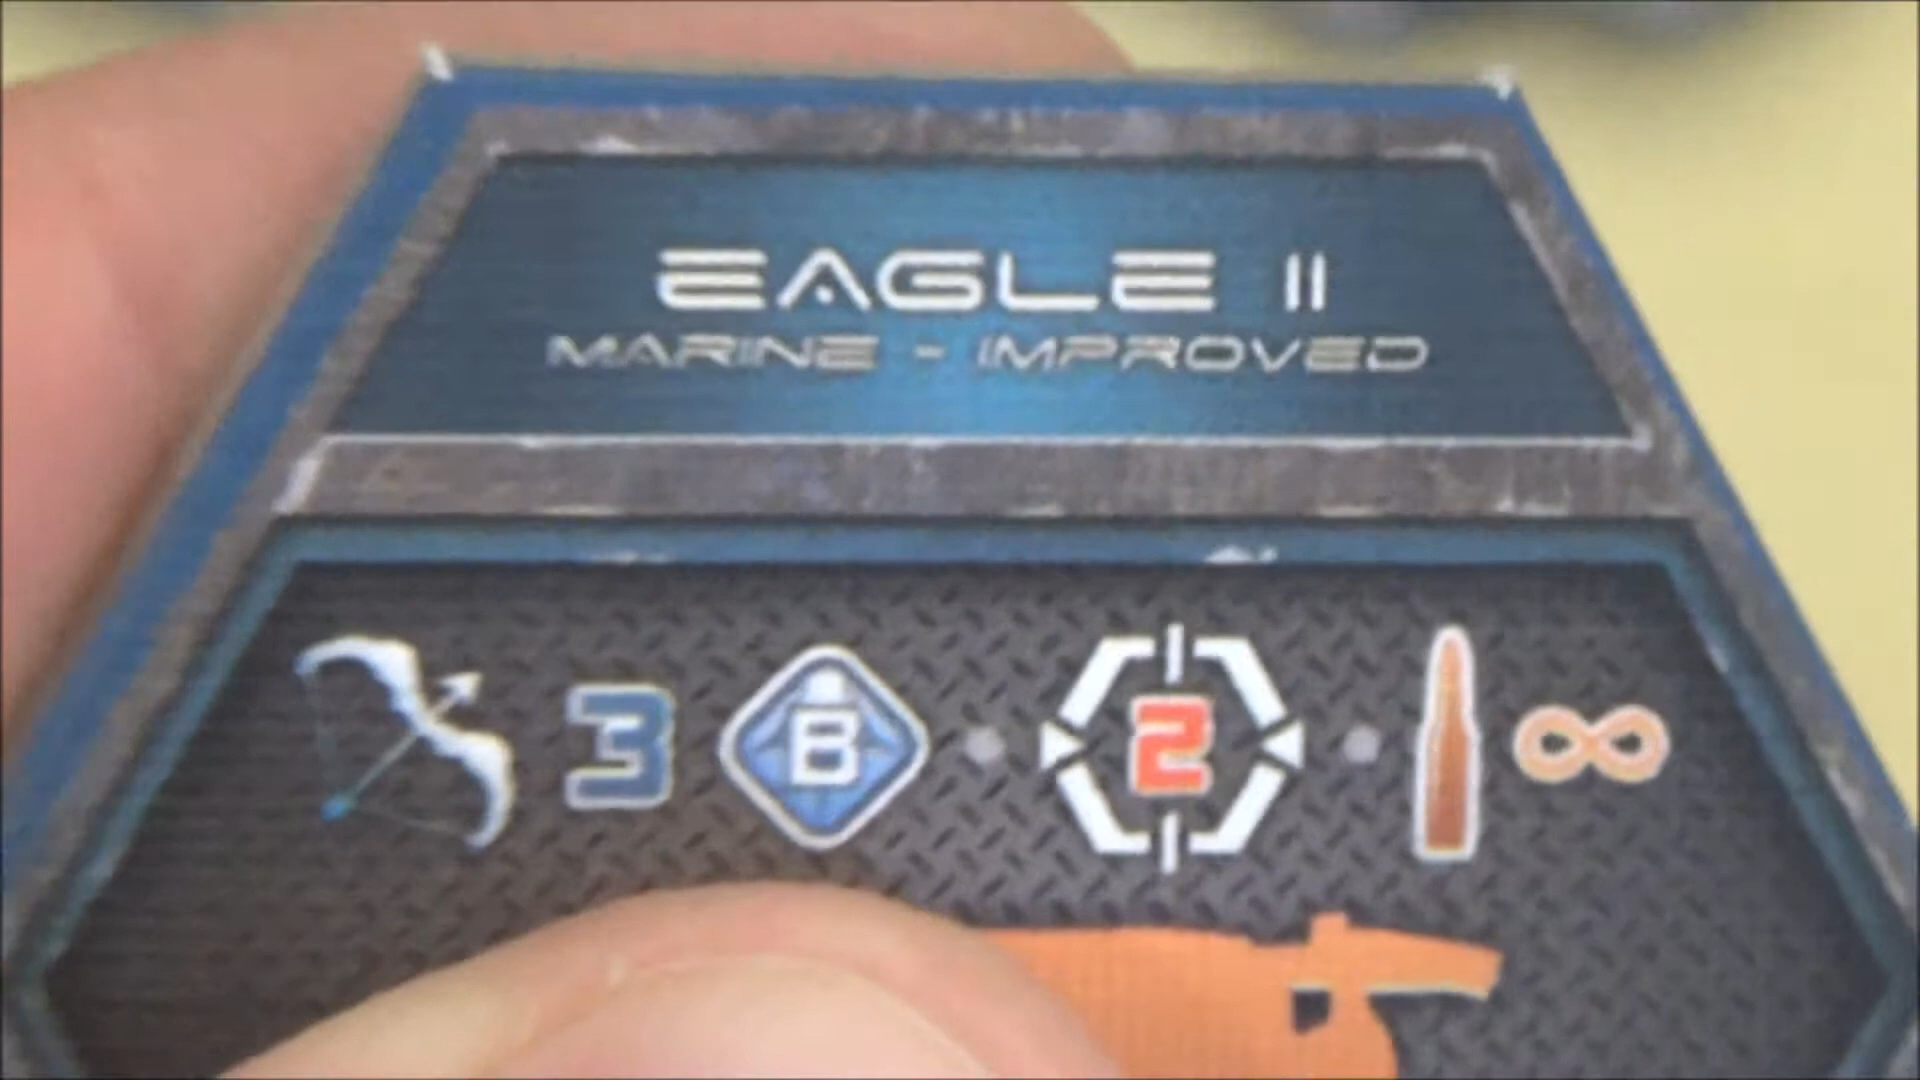 EAGLE II
MARINE - IMPROVED
3 B 2 ∞